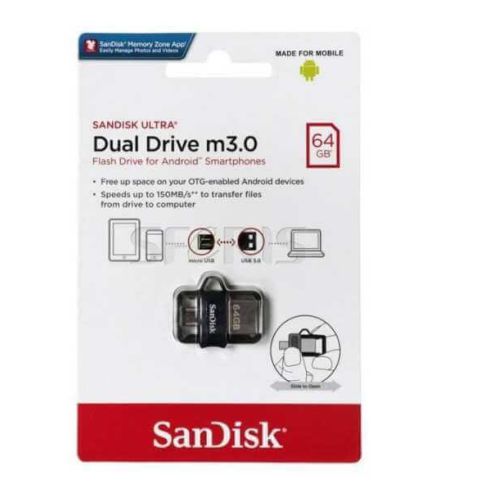 SanDisk® Memory Zone App!
Easily Manage Photos and Videos
MADE FOR MOBILE
SANDISK ULTRA®
Dual Drive m3.0
Flash Drive for Android™ Smartphones
64
GB
• Free up space on your OTG-enabled Android devices
• Speeds up to 150MB/s** to transfer files
from drive to computer
MICRO USB
USB 3.0
SanDisk
64GB
Slide to Open
SanDisk®